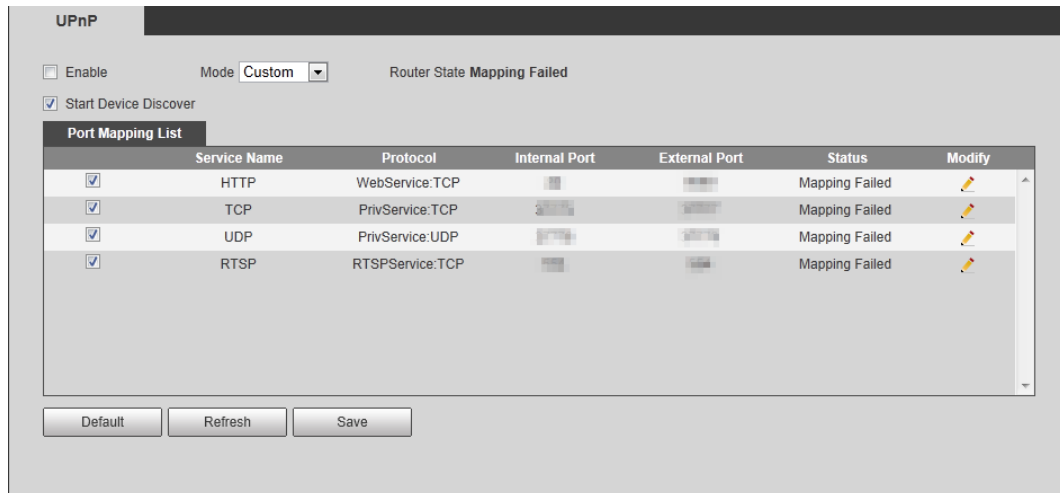 UPnP
Enable Mode Custom Router State Mapping Failed
Start Device Discover
Port Mapping List
Service Name Protocol Internal Port External Port Status Modify
HTTP WebService:TCP Mapping Failed
TCP PrivService:TCP Mapping Failed
UDP PrivService:UDP Mapping Failed
RTSP RTSPService:TCP Mapping Failed
Default Refresh Save